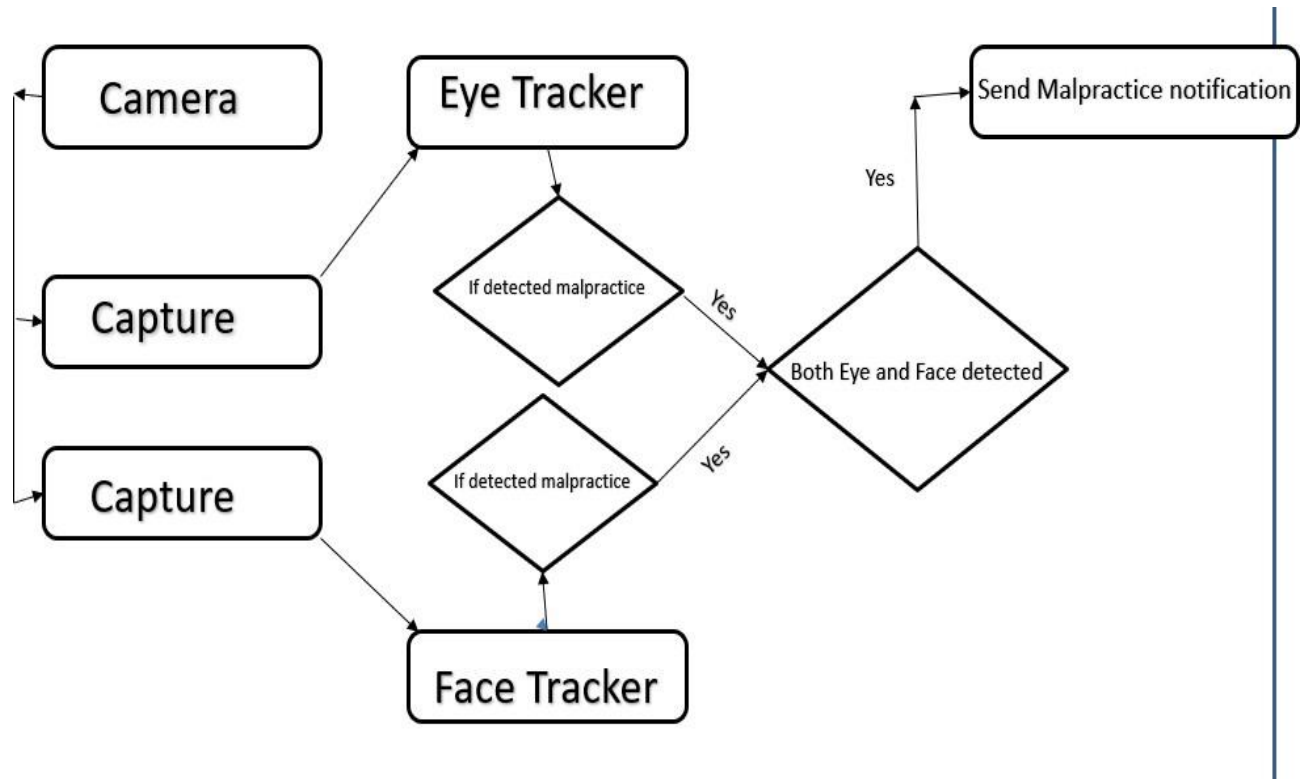 Camera
Eye Tracker
Send Malpractice notification
Yes
If detected malpractice
Yes
Capture
Both Eye and Face detected
If detected malpractice
Yes
Capture
Face Tracker